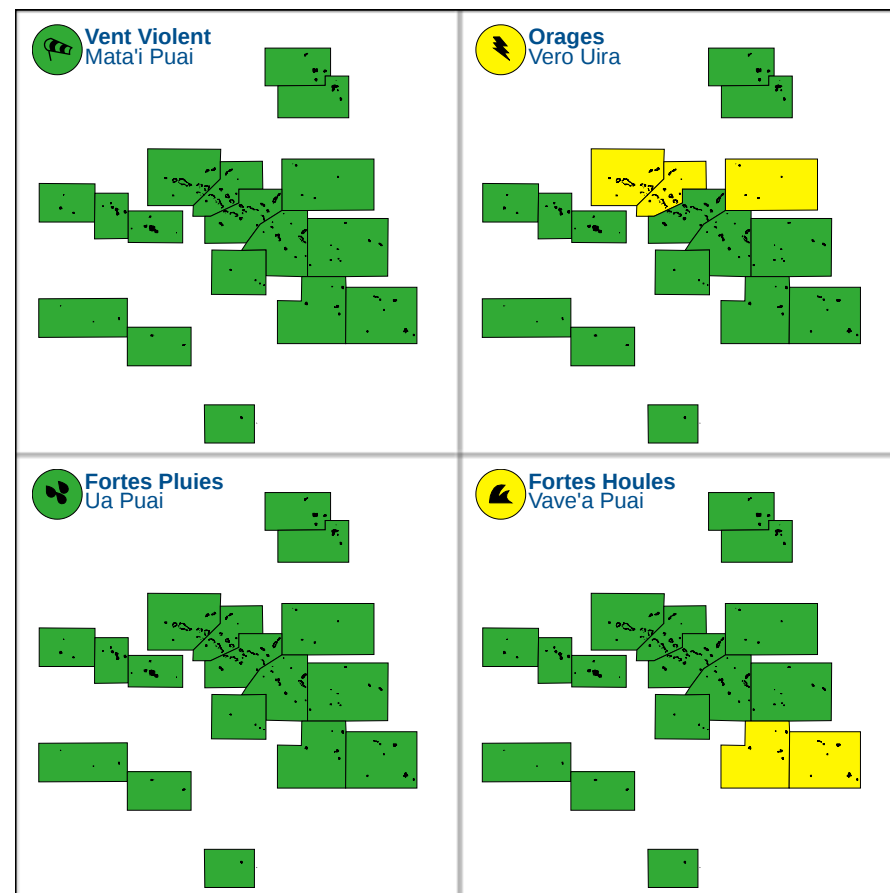 Vent Violent
Mata'i Puai
Orages
Vero Uira
Fortes Pluies
Ua Puai
Fortes Houles
Vave'a Puai